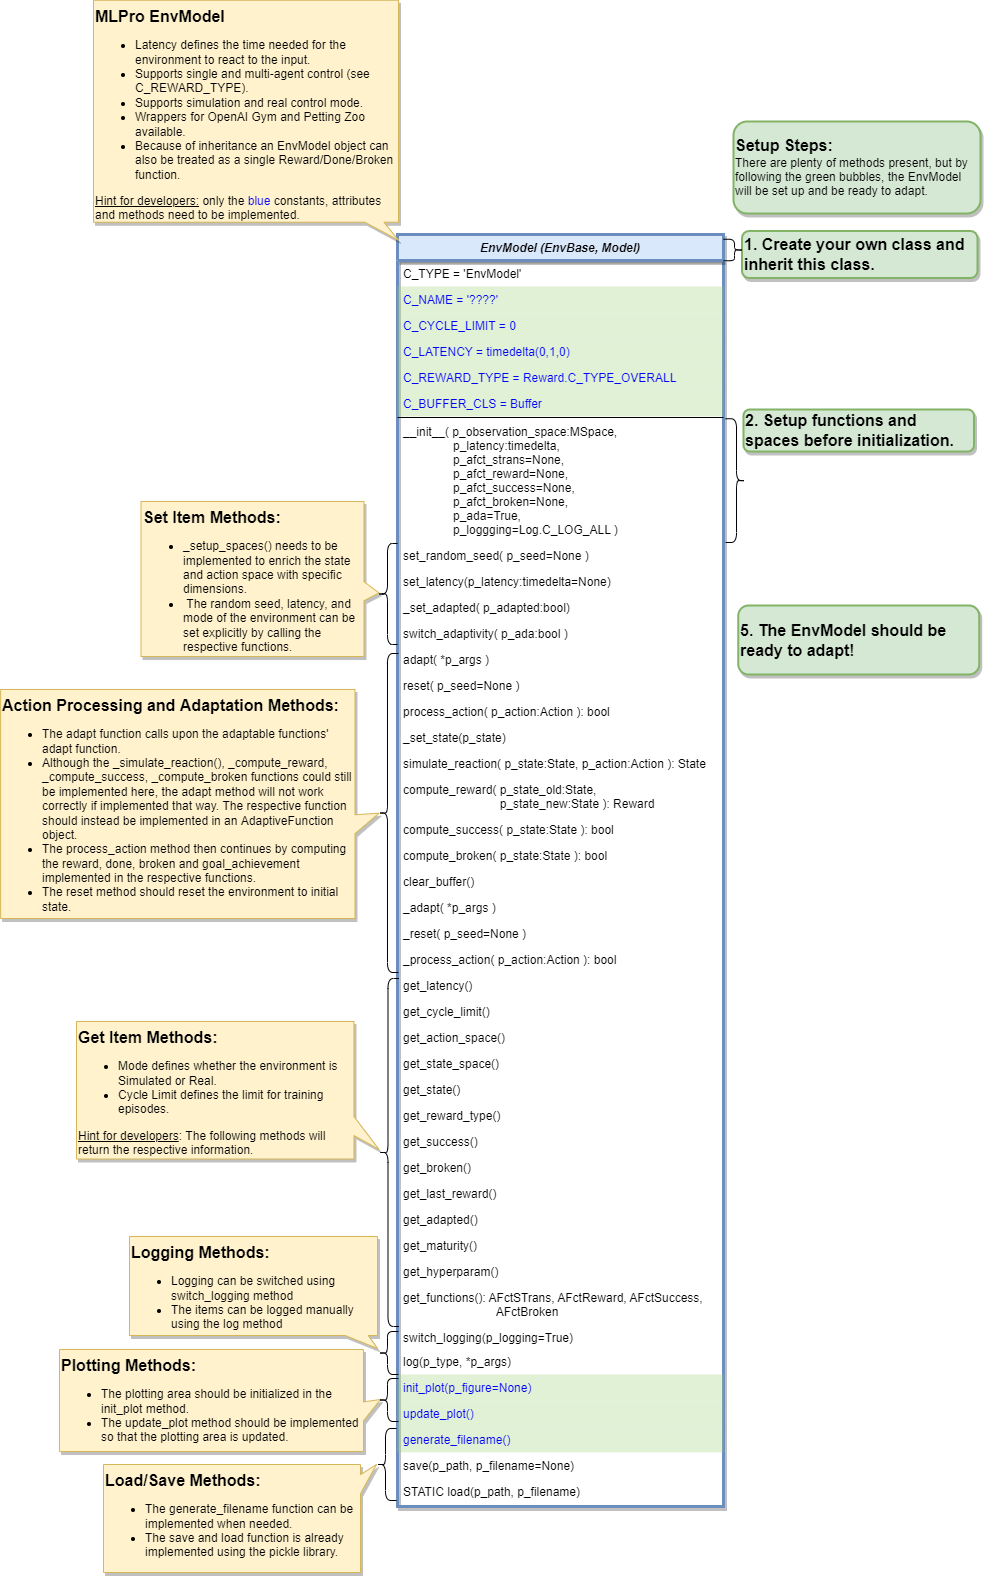 MLPro EnvModel
Latency defines the time needed for the
environment to react to the input.
Supports single and multi-agent control (see
C_REWARD_TYPE).
Supports simulation and real control mode.
Wrappers for OpenAI Gym and Petting Zoo
available.
Because of inheritance an EnvModel object can
also be treated as a single Reward/Done/Broken
function.
Hint for developers: only the blue constants, attributes
and methods need to be implemented.
Setup Steps:
There are plenty of methods present, but by
following the green bubbles, the EnvModel
will be set up and be ready to adapt.
EnvModel (EnvBase, Model)
1. Create your own class and
inherit this class.
C_TYPE = 'EnvModel'
C_NAME = '????'
C_CYCLE_LIMIT = 0
C_LATENCY = timedelta(0,1,0)
C_REWARD_TYPE = Reward.C_TYPE_OVERALL
C_BUFFER_CLS = Buffer
2. Setup functions and
spaces before initialization.
__init__( p_observation_space:MSpace,
p_latency:timedelta,
p_afct_strans=None,
p_afct_reward=None,
p_afct_success=None,
p_afct_broken=None,
p_ada=True,
p_loggging=Log.C_LOG_ALL )
Set Item Methods:
_setup_spaces() needs to be
implemented to enrich the state
and action space with specific
dimensions.
The random seed, latency, and
mode of the environment can be
set explicitly by calling the
respective functions.
set_random_seed( p_seed=None )
set_latency(p_latency:timedelta=None)
_set_adapted( p_adapted:bool)
switch_adaptivity( p_ada:bool )
5. The EnvModel should be
ready to adapt!
Action Processing and Adaptation Methods:
The adapt function calls upon the adaptable functions'
adapt function.
Although the _simulate_reaction(), _compute_reward,
_compute_success, _compute_broken functions could still
be implemented here, the adapt method will not work
correctly if implemented that way. The respective function
should instead be implemented in an AdaptiveFunction
object.
The process_action method then continues by computing
the reward, done, broken and goal_achievement
implemented in the respective functions.
The reset method should reset the environment to initial
state.
adapt( *p_args )
reset( p_seed=None )
process_action( p_action:Action ): bool
_set_state(p_state)
simulate_reaction( p_state:State, p_action:Action ): State
compute_reward( p_state_old:State,
p_state_new:State ): Reward
compute_success( p_state:State ): bool
compute_broken( p_state:State ): bool
clear_buffer()
_adapt( *p_args )
_reset( p_seed=None )
_process_action( p_action:Action ): bool
Get Item Methods:
Mode defines whether the environment is
Simulated or Real.
Cycle Limit defines the limit for training
episodes.
Hint for developers: The following methods will
return the respective information.
get_latency()
get_cycle_limit()
get_action_space()
get_state_space()
get_state()
get_reward_type()
get_success()
get_broken()
get_last_reward()
get_adapted()
get_maturity()
get_hyperparam()
get_functions(): AFctSTrans, AFctReward, AFctSuccess,
AFctBroken
Logging Methods:
Logging can be switched using
switch_logging method
The items can be logged manually
using the log method
switch_logging(p_logging=True)
log(p_type, *p_args)
Plotting Methods:
The plotting area should be initialized in the
init_plot method.
The update_plot method should be implemented
so that the plotting area is updated.
init_plot(p_figure=None)
update_plot()
generate_filename()
Load/Save Methods:
The generate_filename function can be
implemented when needed.
The save and load function is already
implemented using the pickle library.
save(p_path, p_filename=None)
STATIC load(p_path, p_filename)